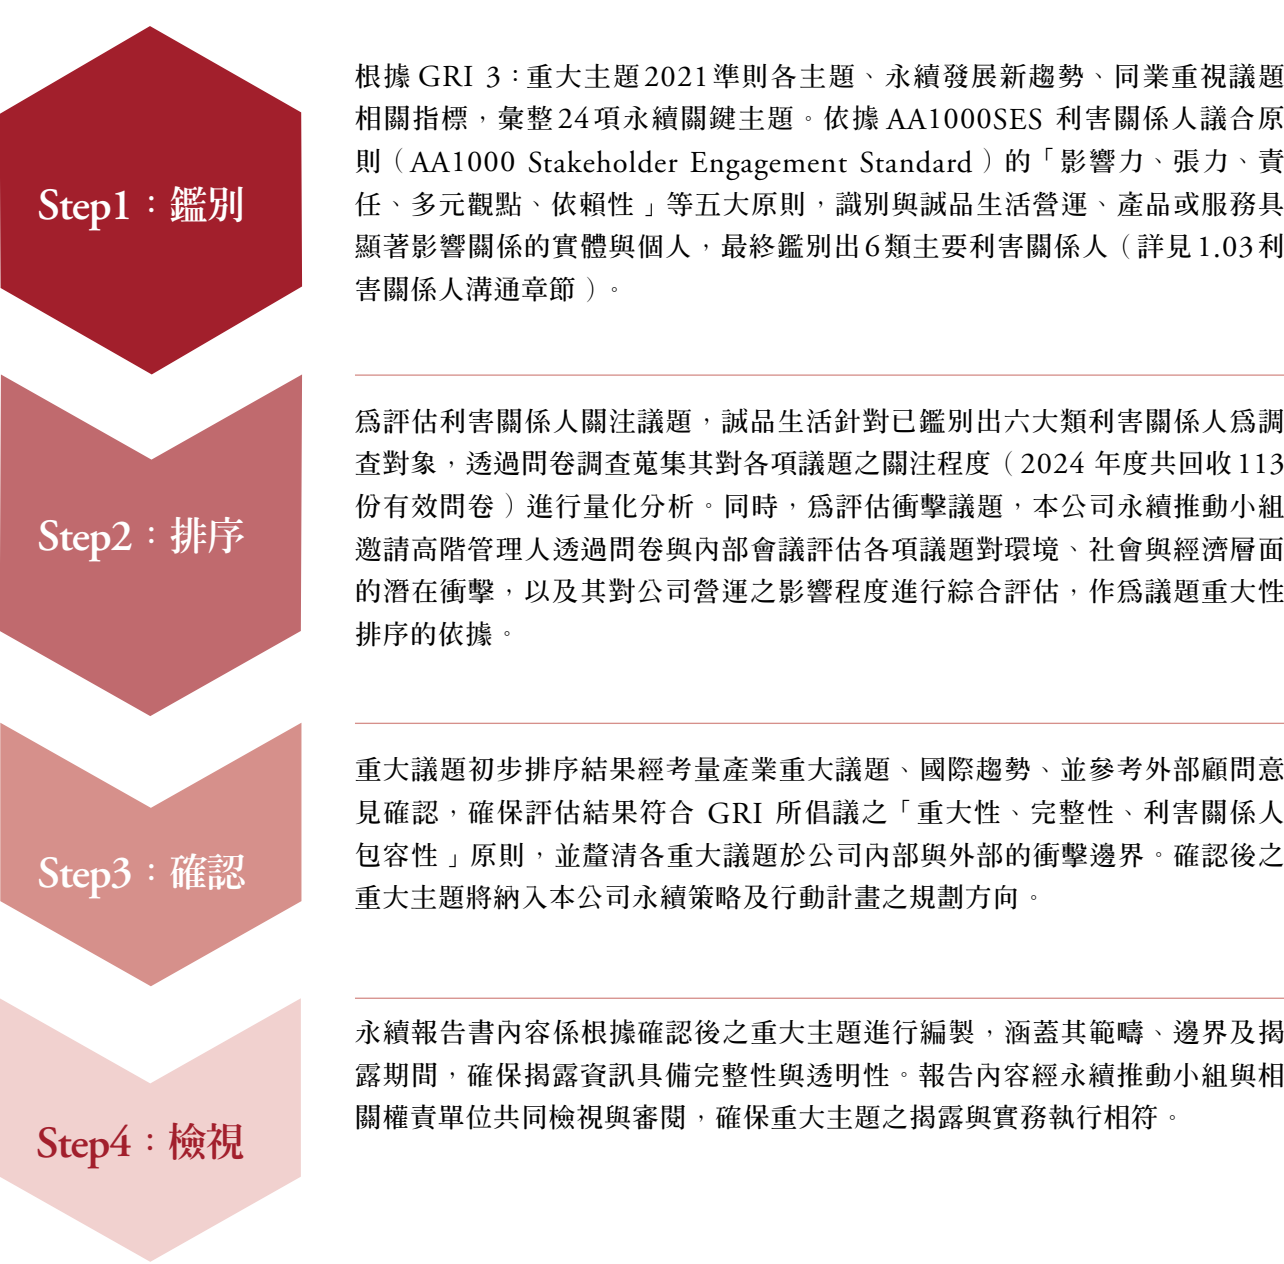 Step1：鑑別
根據 GRI 3：重大主題2021準則各主題、永續發展新趨勢、同業重視議題
相關指標，彙整24項永續關鍵主題。依據 AA1000SES 利害關係人議合原
則（AA1000 Stakeholder Engagement Standard）的「影響力、張力、責
任、多元觀點、依賴性」等五大原則，識別與誠品生活營運、產品或服務具
顯著影響關係的實體與個人，最終鑑別出6類主要利害關係人（詳見1.03利
害關係人溝通章節）。
Step2：排序
為評估利害關係人關注議題，誠品生活針對已鑑別出六大類利害關係人為調
查對象，透過問卷調查蒐集其對各項議題之關注程度（2024 年度共回收113
份有效問卷）進行量化分析。同時，為評估衝擊議題，本公司永續推動小組
邀請高階管理人透過問卷與內部會議評估各項議題對環境、社會與經濟層面
的潛在衝擊，以及其對公司營運之影響程度進行綜合評估，作為議題重大性
排序的依據。
Step3：確認
重大議題初步排序結果經考量產業重大議題、國際趨勢、並參考外部顧問意
見確認，確保評估結果符合 GRI 所倡議之「重大性、完整性、利害關係人
包容性」原則，並釐清各重大議題於公司內部與外部的衝擊邊界。確認後之
重大主題將納入本公司永續策略及行動計畫之規劃方向。
Step4：檢視
永續報告書內容係根據確認後之重大主題進行編製，涵蓋其範疇、邊界及揭
露期間，確保揭露資訊具備完整性與透明性。報告內容經永續推動小組與相
關權責單位共同檢視與審閱，確保重大主題之揭露與實務執行相符。